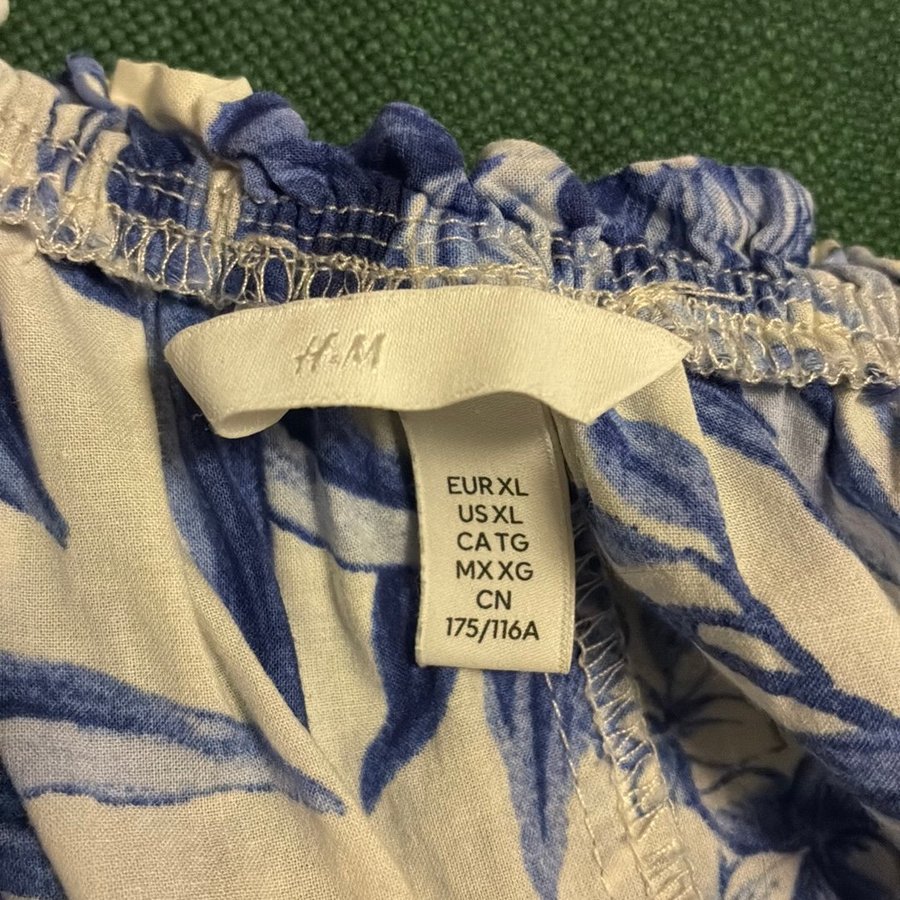 H&M
EUR XL
US XL
CA TG
MX XG
CN
175/116A